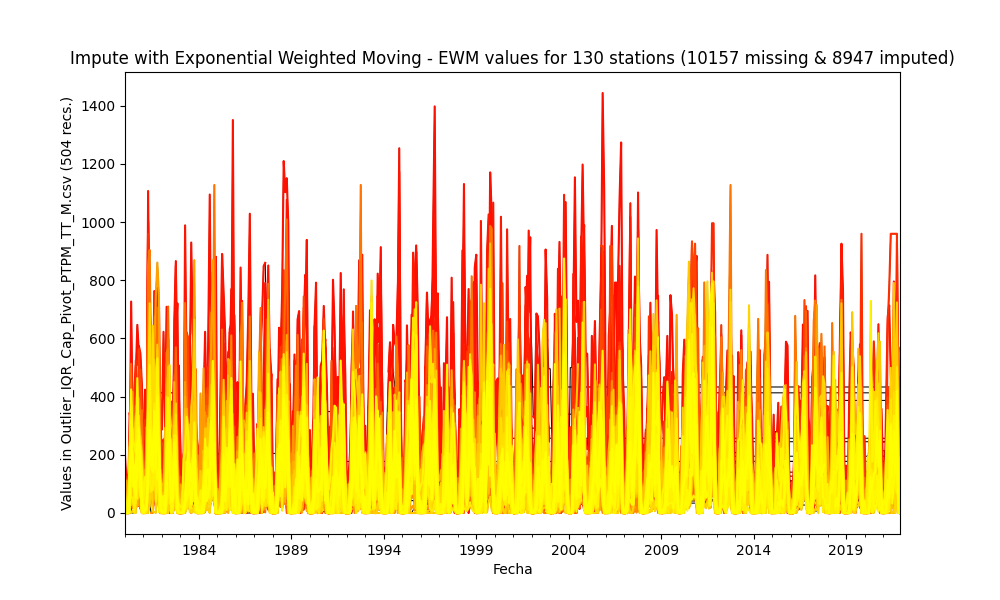 Impute with Exponential Weighted Moving - EWM values for 130 stations (10157 missing & 8947 imputed)
Values in Outlier_IQR_Cap_Pivot_PTPM_TT_M.csv (504 recs.)
1400
1200
1000
800
600
400
200
0
1984 1989 1994 1999 2004 2009 2014 2019
Fecha